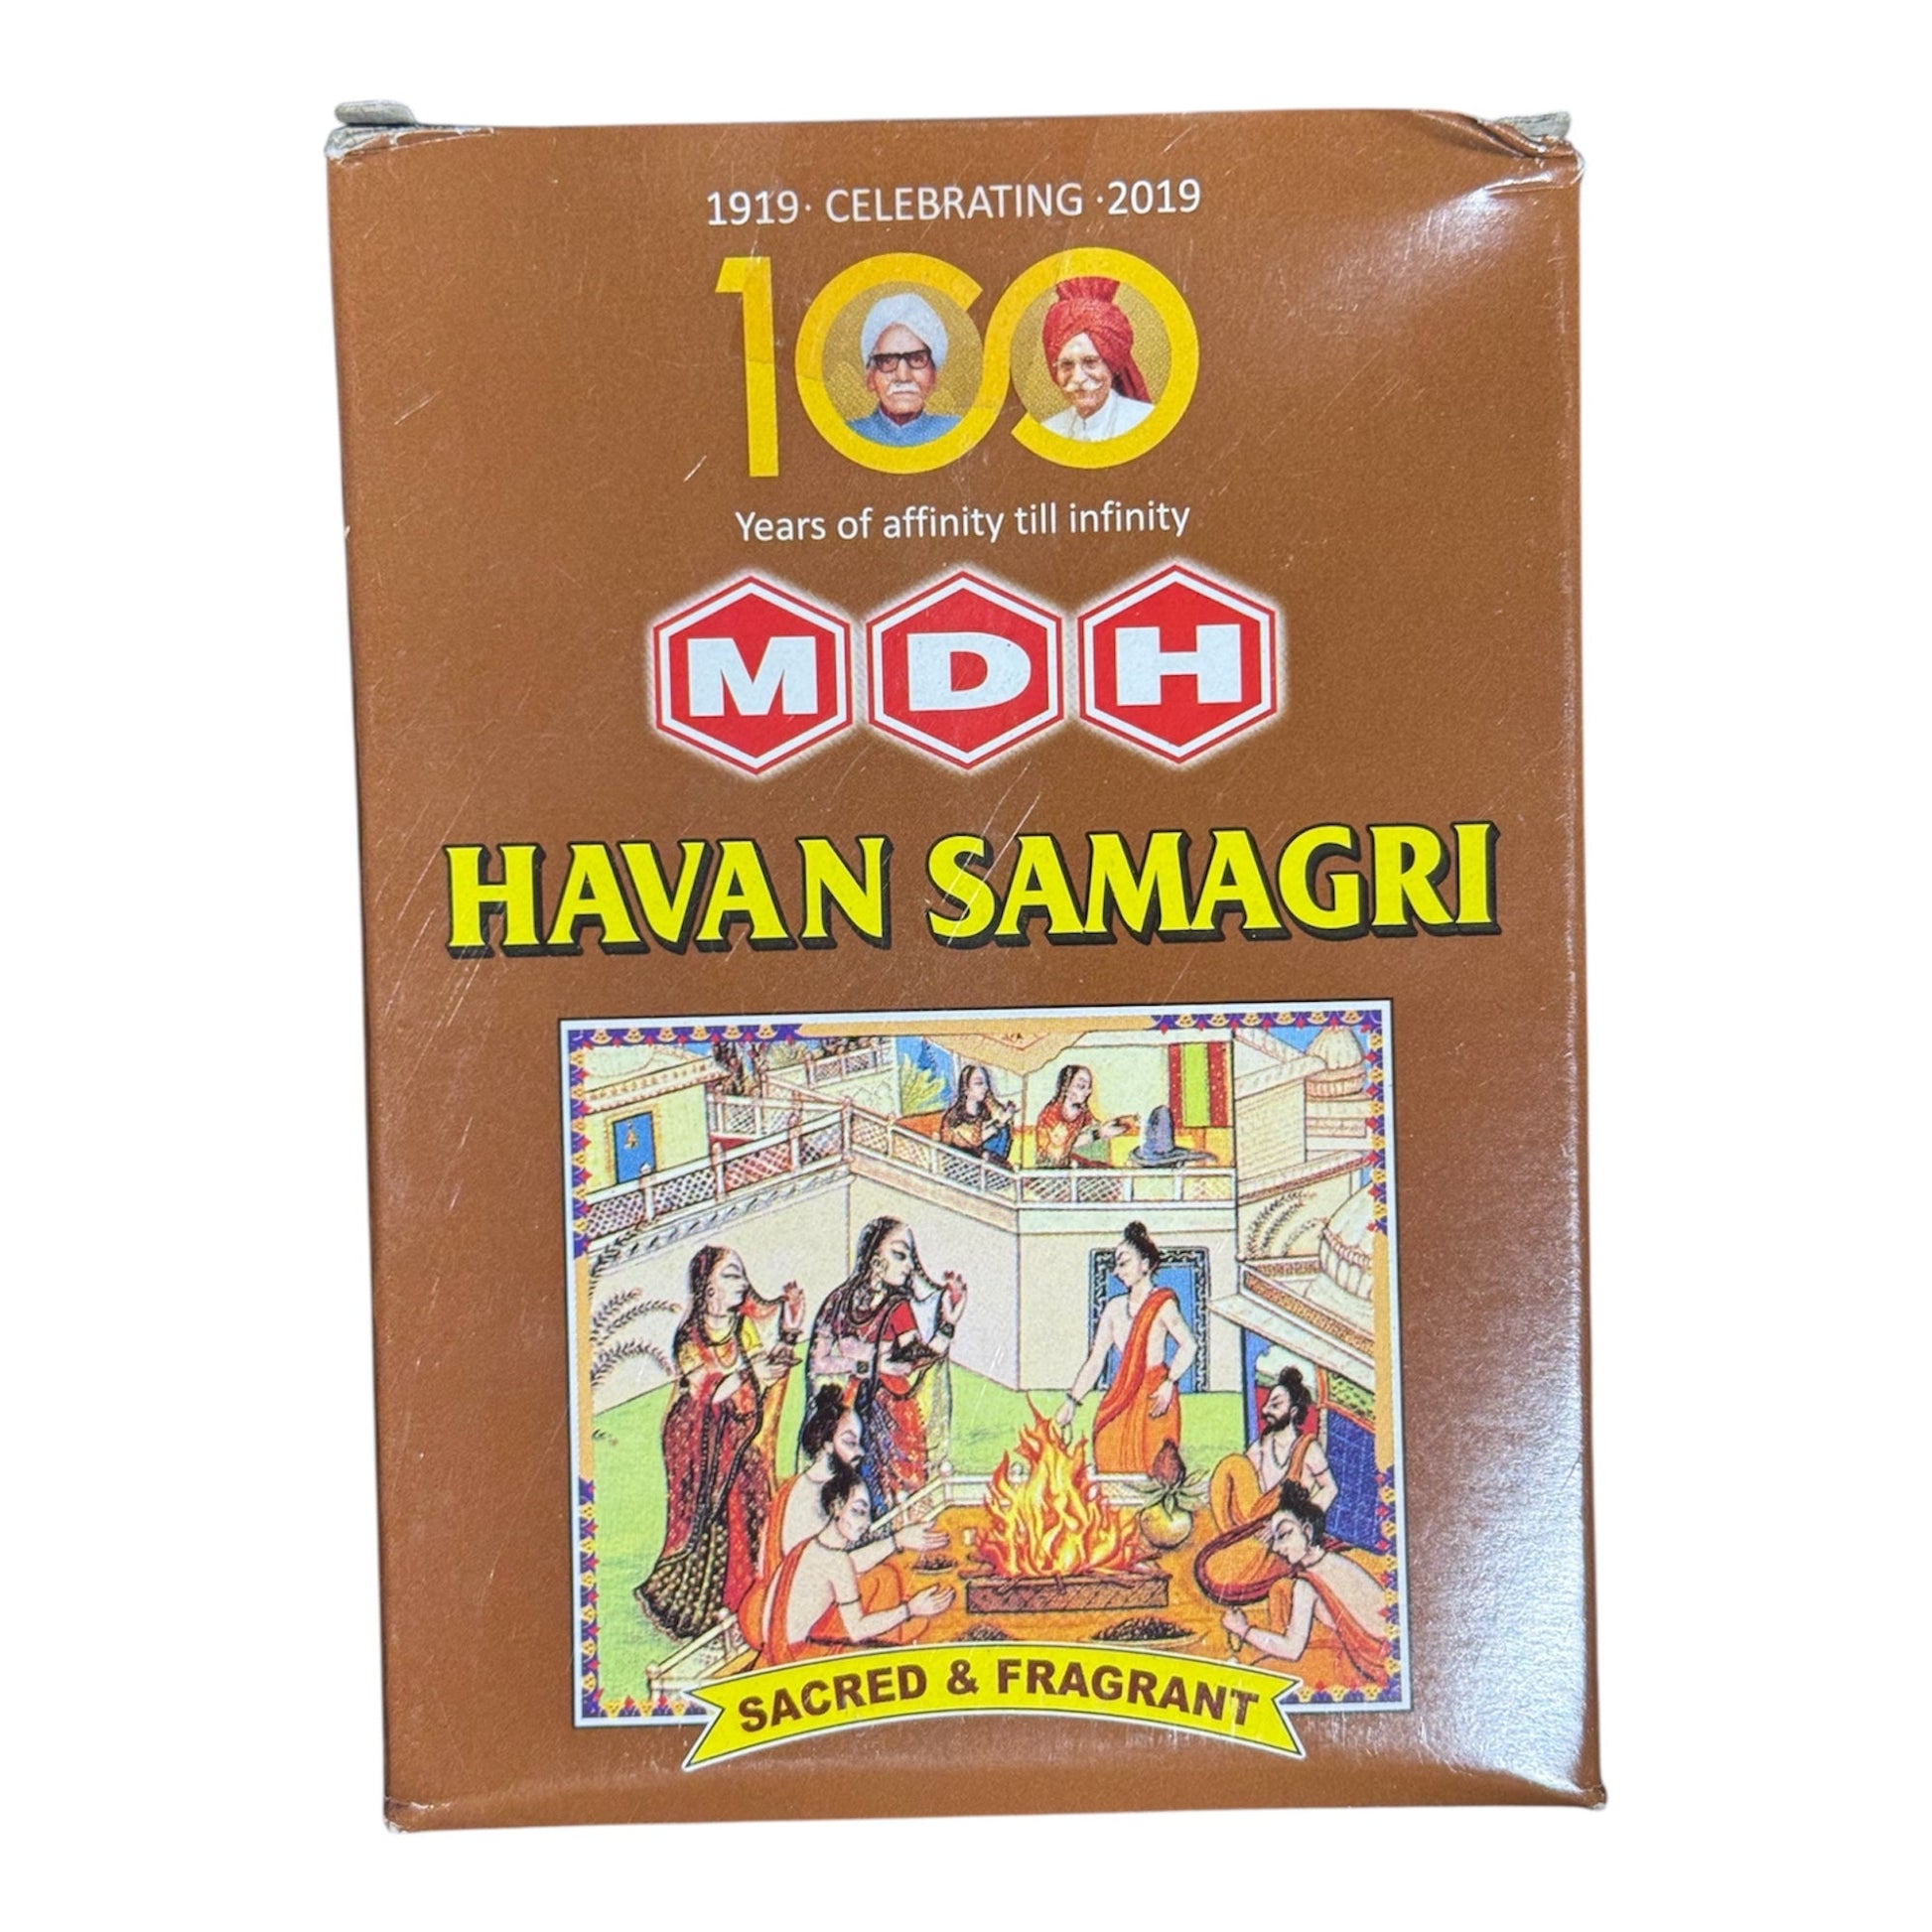 1919· CELEBRATING ·2019
100
Years of affinity till infinity
MDH
HAVAN SAMAGRI
SACRED & FRAGRANT